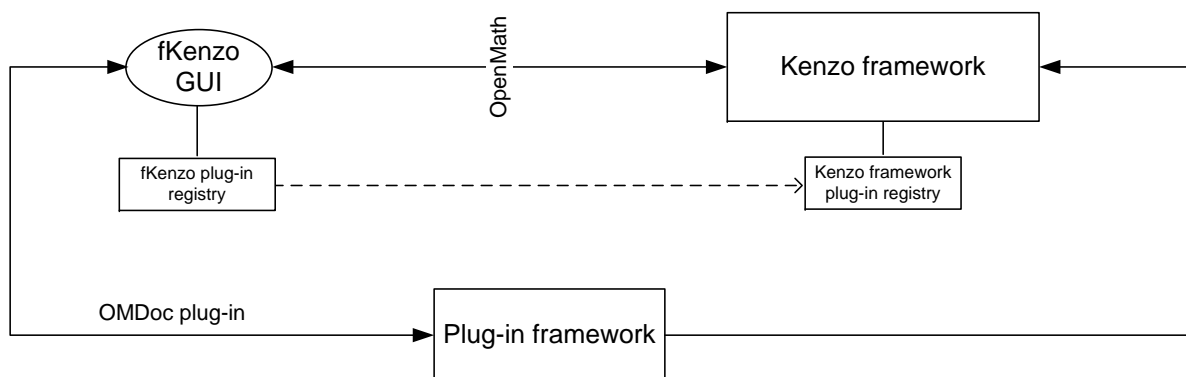 fKenzo
GUI
OpenMath
Kenzo framework
fKenzo plug-in
registry
Kenzo framework
plug-in registry
OMDoc plug-in
Plug-in framework